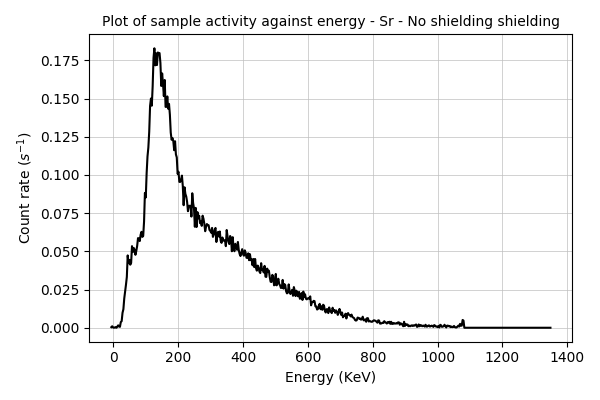 Plot of sample activity against energy - Sr - No shielding shielding
0.175
0.150
0.125
0.100
0.075
0.050
0.025
0.000
Count rate (s⁻¹)
0 200 400 600 800 1000 1200 1400
Energy (KeV)